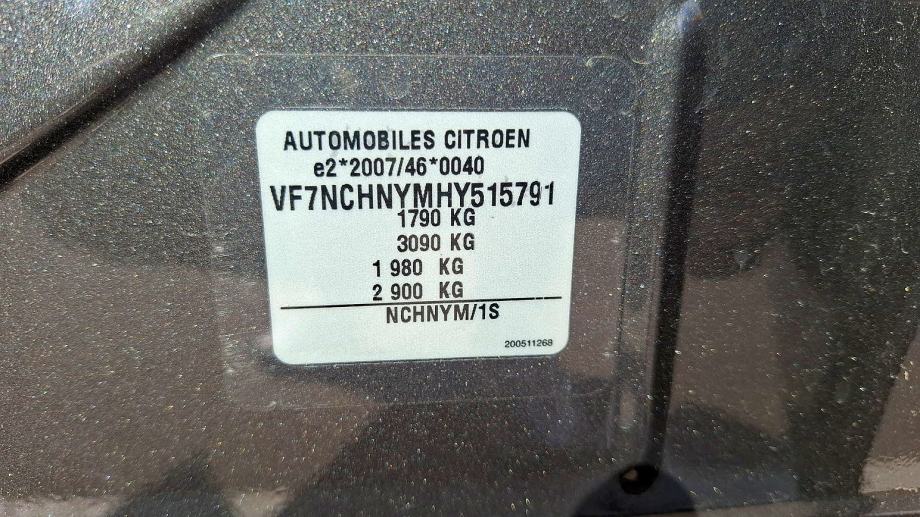 AUTOMOBILES CITROEN
e2*2007/46*0040
VF7NCHNYMHY515791
1790 KG
3090 KG
1 980 KG
2 900 KG
NCHNYM/1S
200511268